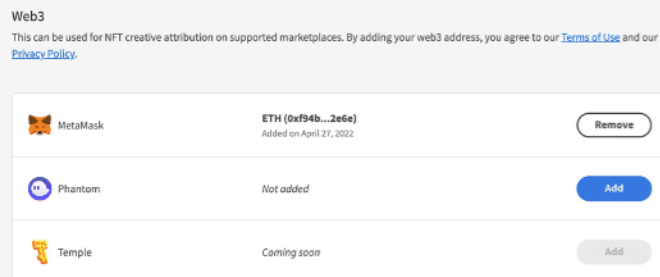 Web3
This can be used for NFT creative attribution on supported marketplaces. By adding your web3 address, you agree to our Terms of Use and our
Privacy Policy.
MetaMask
ETH (0xf94b...2e6e)
Added on April 27, 2022
Remove
Phantom
Not added
Add
Temple
Coming soon
Add